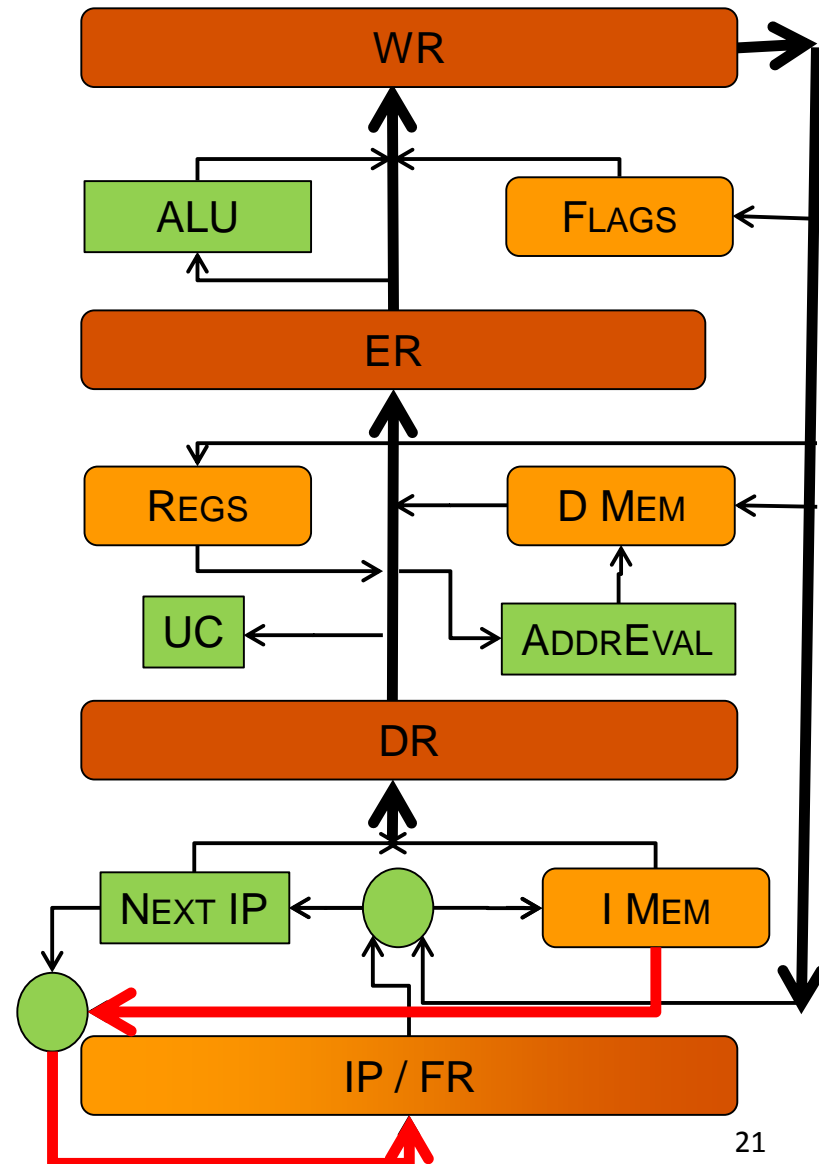 WR
ALU
FLAGS
ER
REGS
D MEM
UC
ADDREVAL
DR
NEXT IP
I MEM
IP / FR
21